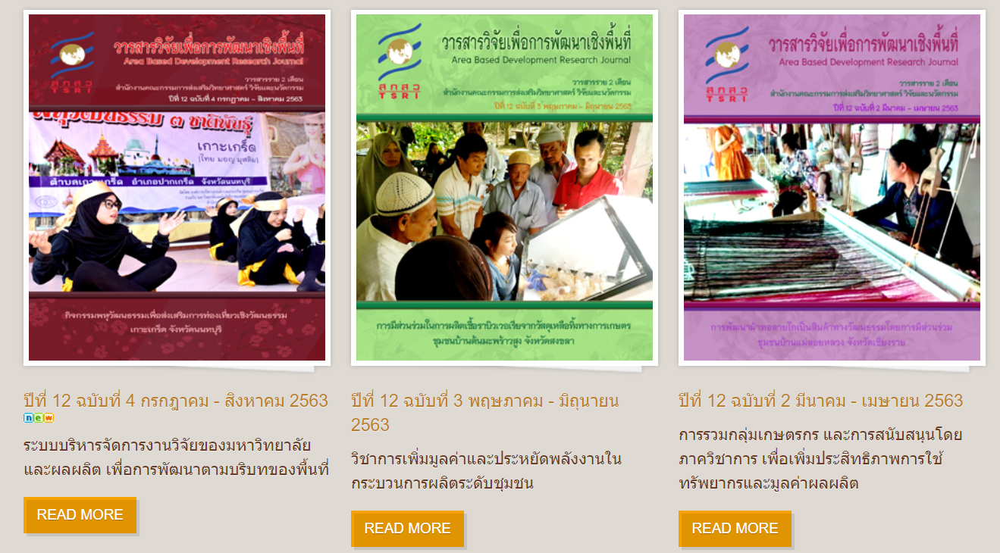 วารสารวิจัยเพื่อการพัฒนาเชิงพื้นที่
Area Based Development Research Journal
สกสว
TSRI
วารสารราย 2 เดือน
สำนักงานคณะกรรมการส่งเสริมวิทยาศาสตร์ วิจัยและนวัตกรรม
ปีที่ 12 ฉบับที่ 4 กรกฎาคม - สิงหาคม 2563
พหุวัฒนธรรม ๓ ชาติพันธุ์
เกาะเกร็ด
(ไทย มอญ มุสลิม)
ตำบลเกาะเกร็ด อำเภอปากเกร็ด จังหวัดนนทบุรี
กิจกรรมพหุวัฒนธรรมเพื่อส่งเสริมการท่องเที่ยวเชิงวัฒนธรรม
เกาะเกร็ด จังหวัดนนทบุรี
ปีที่ 12 ฉบับที่ 4 กรกฎาคม - สิงหาคม 2563
new
ระบบบริหารจัดการงานวิจัยของมหาวิทยาลัย
และผลผลิต เพื่อการพัฒนาตามบริบทของพื้นที่
READ MORE
วารสารวิจัยเพื่อการพัฒนาเชิงพื้นที่
Area Based Development Research Journal
สกสว
TSRI
วารสารราย 2 เดือน
สำนักงานคณะกรรมการส่งเสริมวิทยาศาสตร์ วิจัยและนวัตกรรม
ปีที่ 12 ฉบับที่ 3 พฤษภาคม - มิถุนายน 2563
การมีส่วนร่วมในการผลิตเชื้อราบิวเวอเรียจากวัสดุเหลือทิ้งทางการเกษตร
ชุมชนบ้านต้นมะพร้าวสูง จังหวัดสงขลา
ปีที่ 12 ฉบับที่ 3 พฤษภาคม - มิถุนายน
2563
วิชาการเพิ่มมูลค่าและประหยัดพลังงานใน
กระบวนการผลิตระดับชุมชน
READ MORE
วารสารวิจัยเพื่อการพัฒนาเชิงพื้นที่
Area Based Development Research Journal
สกสว
TSRI
วารสารราย 2 เดือน
สำนักงานคณะกรรมการส่งเสริมวิทยาศาสตร์ วิจัยและนวัตกรรม
ปีที่ 12 ฉบับที่ 2 มีนาคม - เมษายน 2563
การพัฒนาผ้าทอลายไกเป็นสินค้าทางวัฒนธรรมโดยการมีส่วนร่วม
ชุมชนบ้านแม่ลอยหลวง จังหวัดเชียงราย
ปีที่ 12 ฉบับที่ 2 มีนาคม - เมษายน 2563
การรวมกลุ่มเกษตรกร และการสนับสนุนโดย
ภาควิชาการ เพื่อเพิ่มประสิทธิภาพการใช้
ทรัพยากรและมูลค่าผลผลิต
READ MORE